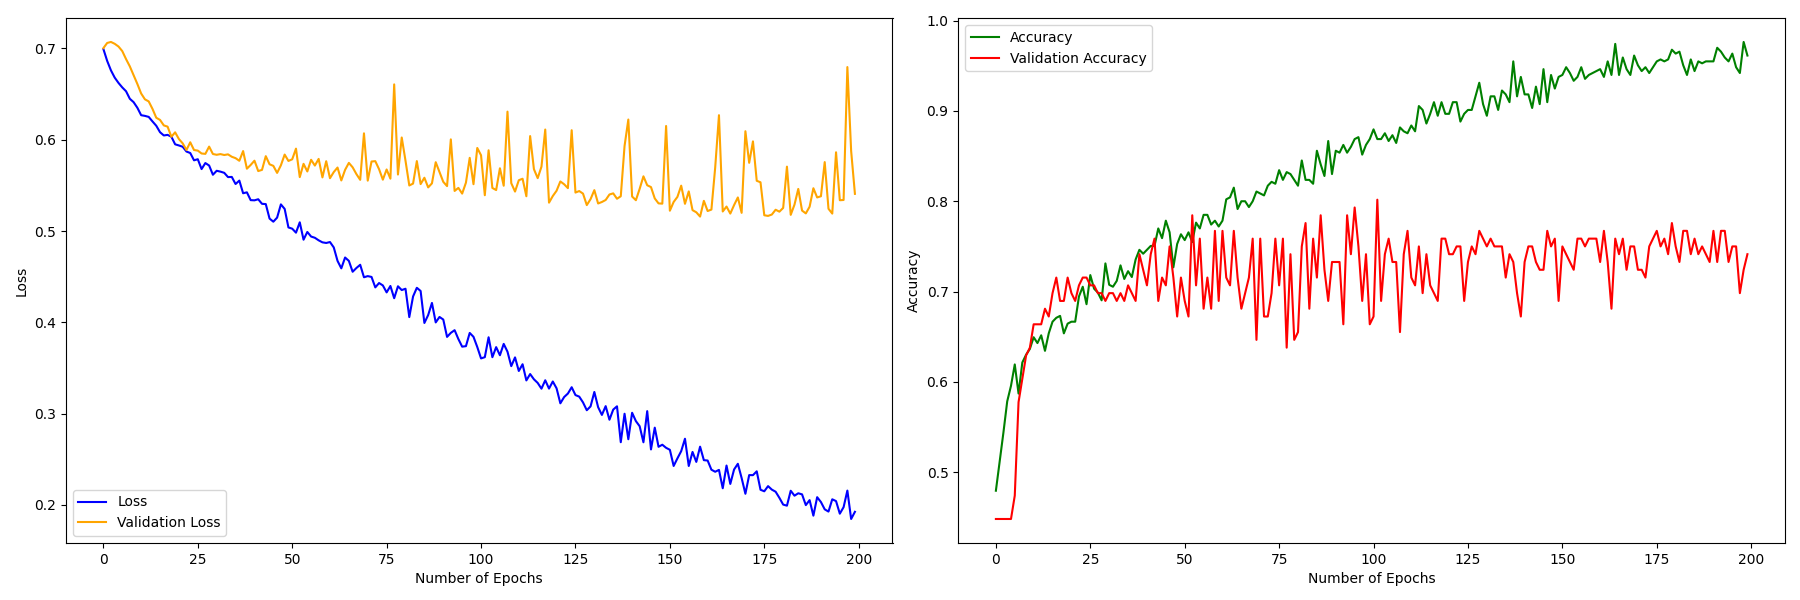 0.7
0.6
0.5
0.4
0.3
0.2
Loss
Loss
Validation Loss
0 25 50 75 100 125 150 175 200
Number of Epochs
1.0
0.9
0.8
0.7
0.6
0.5
Accuracy
Accuracy
Validation Accuracy
0 25 50 75 100 125 150 175 200
Number of Epochs